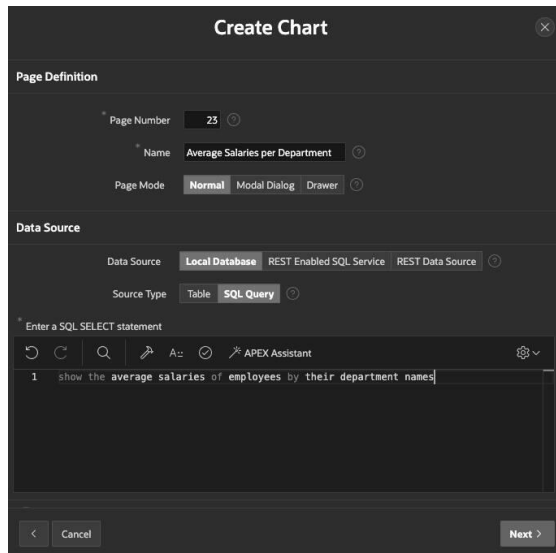 Create Chart
Page Definition
* Page Number 23
* Name Average Salaries per Department
Page Mode Normal Modal Dialog Drawer
Data Source
Data Source Local Database REST Enabled SQL Service REST Data Source
Source Type Table SQL Query
* Enter a SQL SELECT statement
APEX Assistant
1 show the average salaries of employees by their department names
Cancel Next >